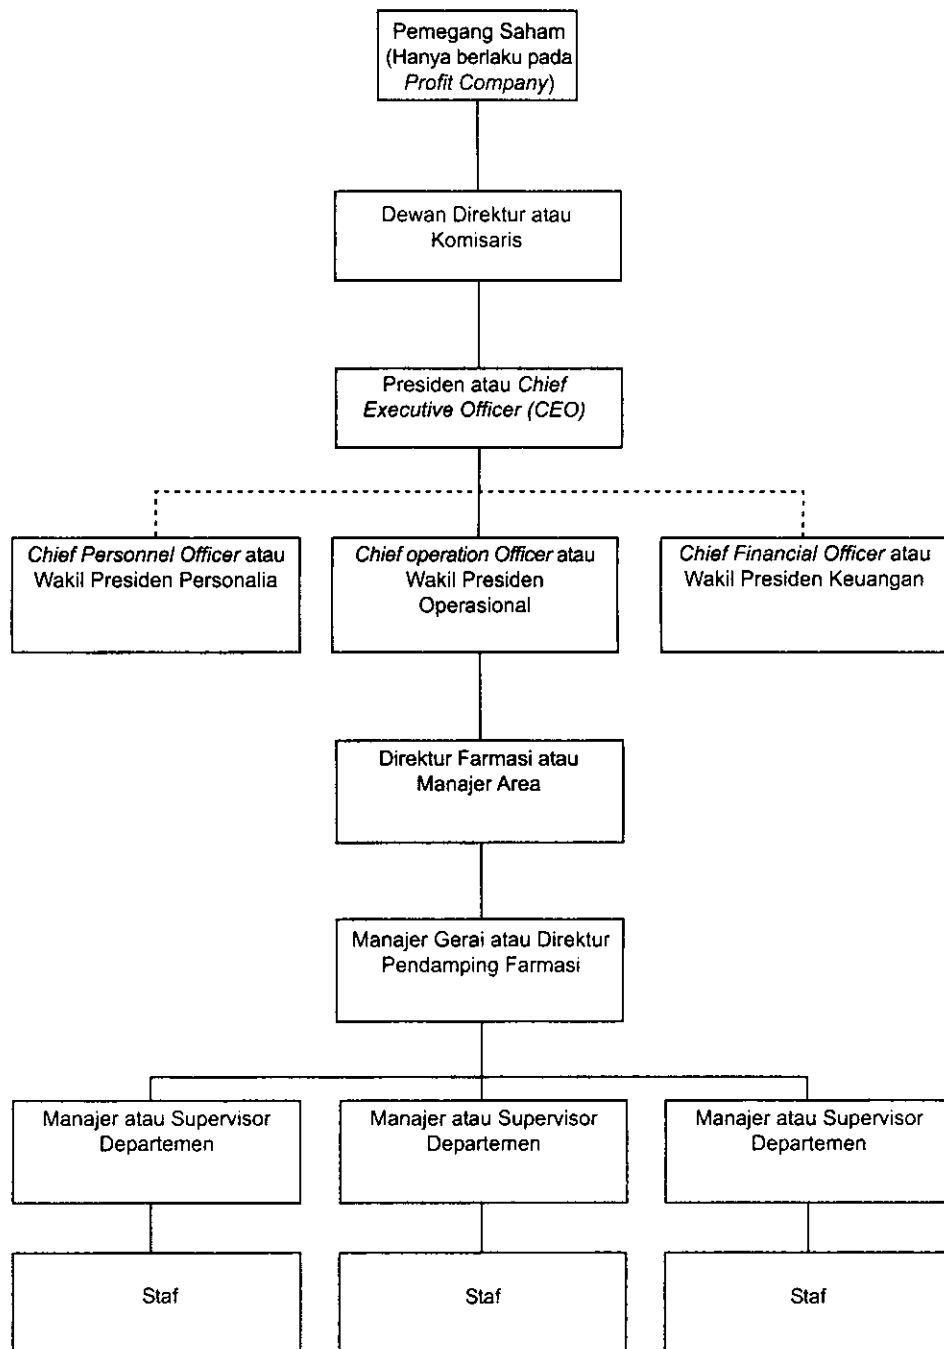 Pemegang Saham
(Hanya berlaku pada
Profit Company)
Dewan Direktur atau
Komisaris
Presiden atau Chief
Executive Officer (CEO)
Chief Personnel Officer atau
Wakil Presiden Personalia
Chief operation Officer atau
Wakil Presiden
Operasional
Chief Financial Officer atau
Wakil Presiden Keuangan
Direktur Farmasi atau
Manajer Area
Manajer Gerai atau Direktur
Pendamping Farmasi
Manajer atau Supervisor
Departemen
Manajer atau Supervisor
Departemen
Manajer atau Supervisor
Departemen
Staf
Staf
Staf